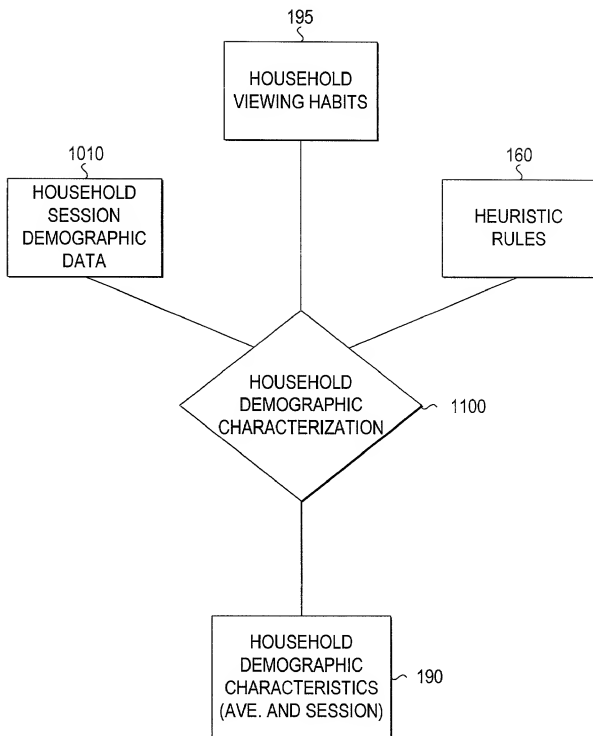 195
HOUSEHOLD
VIEWING HABITS
1010
HOUSEHOLD
SESSION
DEMOGRAPHIC
DATA
160
HEURISTIC
RULES
HOUSEHOLD
DEMOGRAPHIC
CHARACTERIZATION
1100
HOUSEHOLD
DEMOGRAPHIC
CHARACTERISTICS
(AVE. AND SESSION)
190